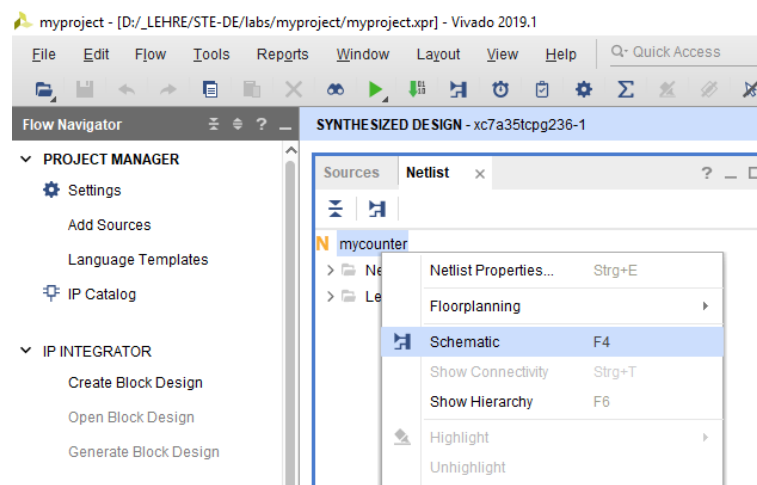 myproject - [D:/_LEHRE/STE-DE/labs/myproject/myproject.xpr] - Vivado 2019.1
File Edit Flow Tools Reports Window Layout View Help Quick Access
Flow Navigator
SYNTHESIZED DESIGN - xc7a35tcpg236-1
PROJECT MANAGER
Settings
Add Sources
Language Templates
IP Catalog
IP INTEGRATOR
Create Block Design
Open Block Design
Generate Block Design
Sources Netlist
N mycounter
Ne
Le
Netlist Properties... Strg+E
Floorplanning
Schematic F4
Show Connectivity Strg+T
Show Hierarchy F6
Highlight
Unhighlight